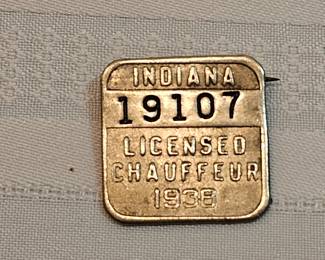 INDIANA
19107
LICENSED
CHAUFFEUR
1938